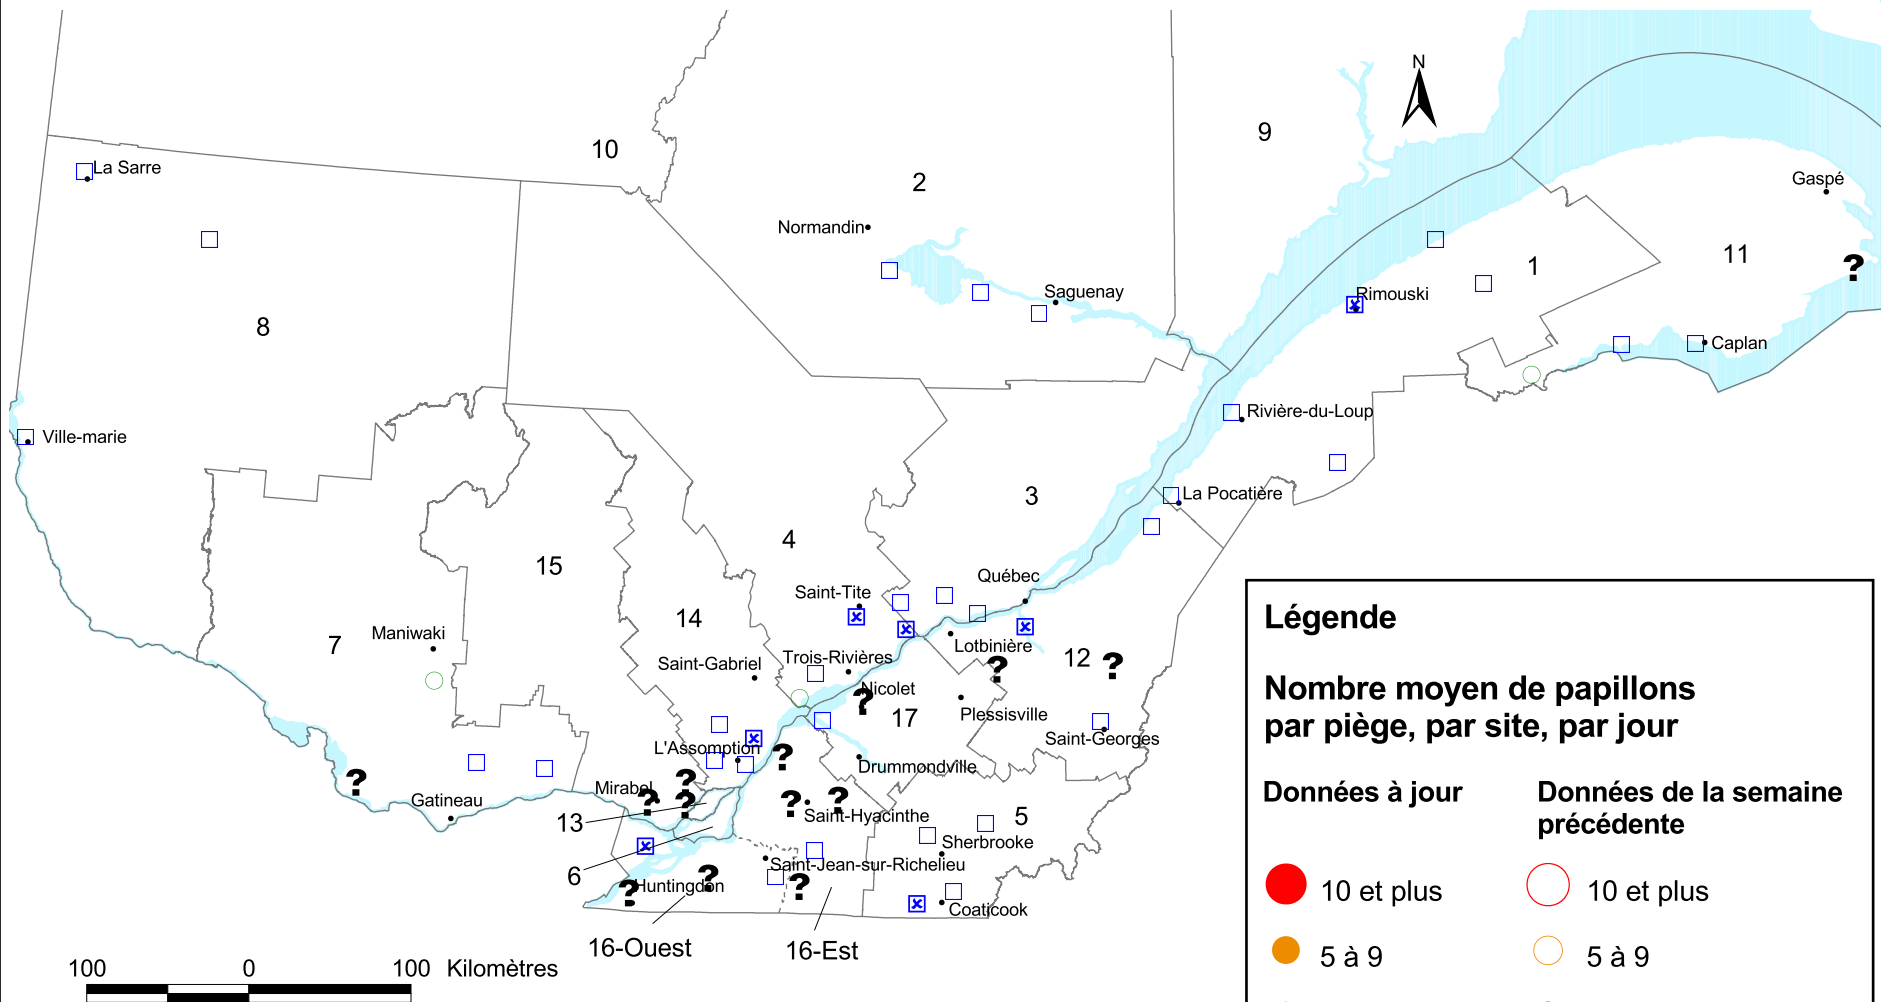 N
10
9
2
La Sarre
Gaspé
Normandin
11
1
Saguenay
Rimouski
8
Caplan
Rivière-du-Loup
Ville-marie
3
La Pocatière
4
15
Québec
Saint-Tite
14
7
Maniwaki
Lotbinière
12
Saint-Gabriel
Trois-Rivières
Nicolet
17
Plessisville
Saint-Georges
L'Assomption
Drummondville
Mirabel
Gatineau
13
Saint-Hyacinthe
5
Sherbrooke
Saint-Jean-sur-Richelieu
6
Huntingdon
Coaticook
16-Ouest
16-Est
? ? ? ? ? ? ? ? ? ? ? ? ? ? ?
100 0 100 Kilomètres
Légende
Nombre moyen de papillons
par piège, par site, par jour
Données à jour
Données de la semaine
précédente
10 et plus
10 et plus
5 à 9
5 à 9